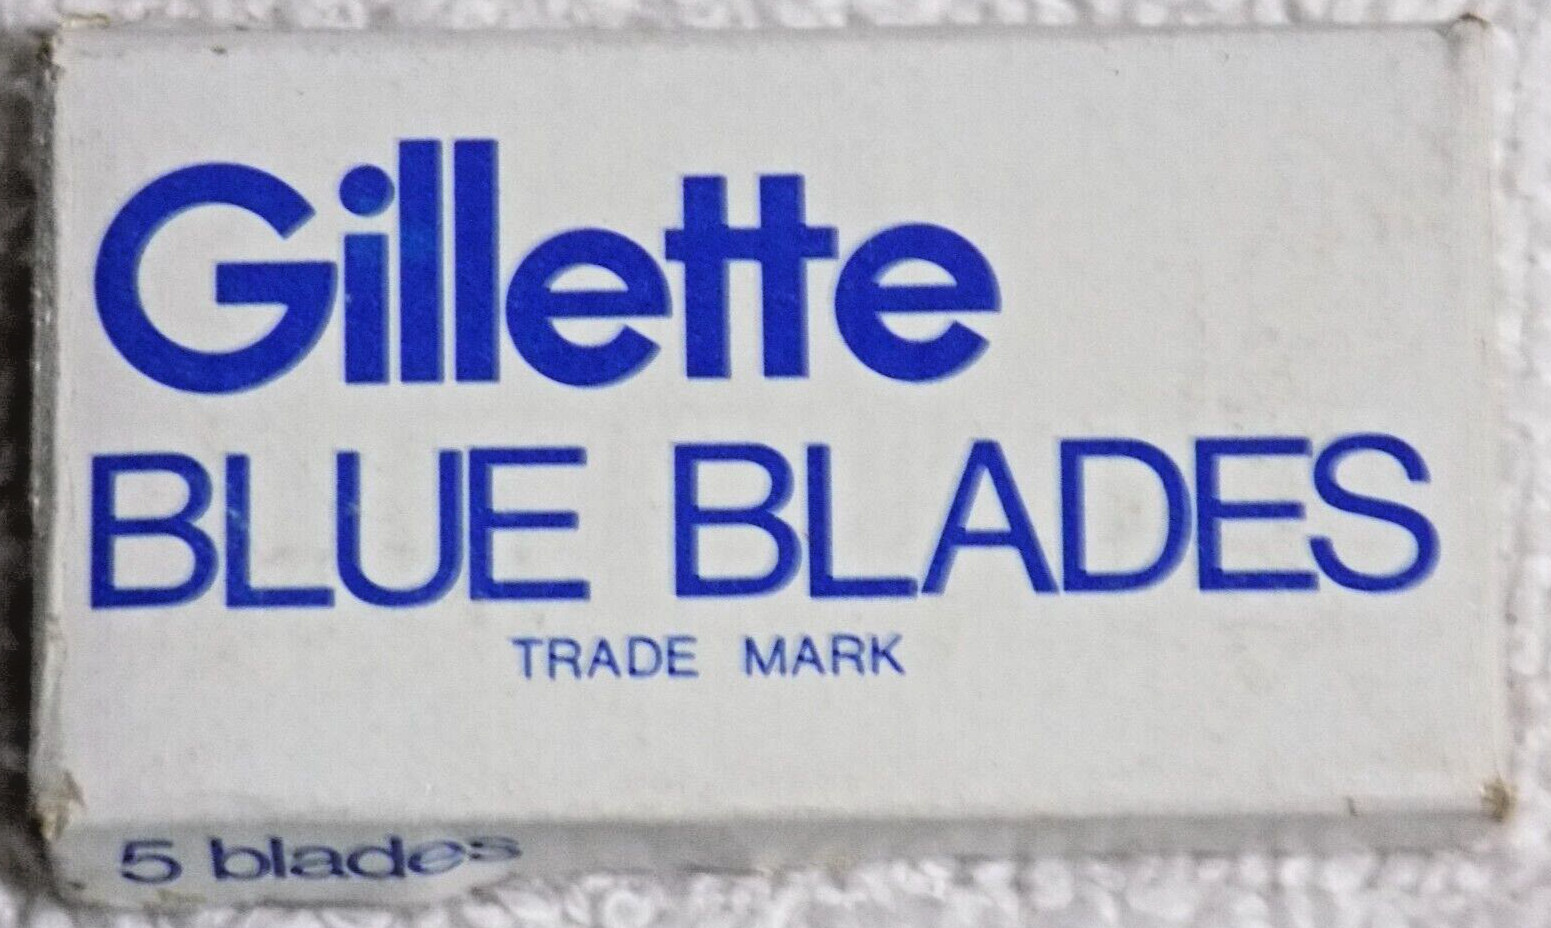 Gillette
BLUE BLADES
TRADE MARK
5 blades